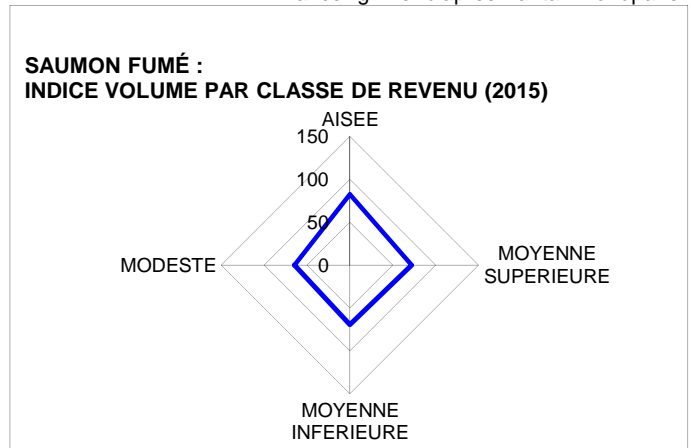 SAUMON FUMÉ :
INDICE VOLUME PAR CLASSE DE REVENU (2015)
AISEE
150
100
50
0
MODESTE
MOYENNE
SUPERIEURE
MOYENNE
INFERIEURE